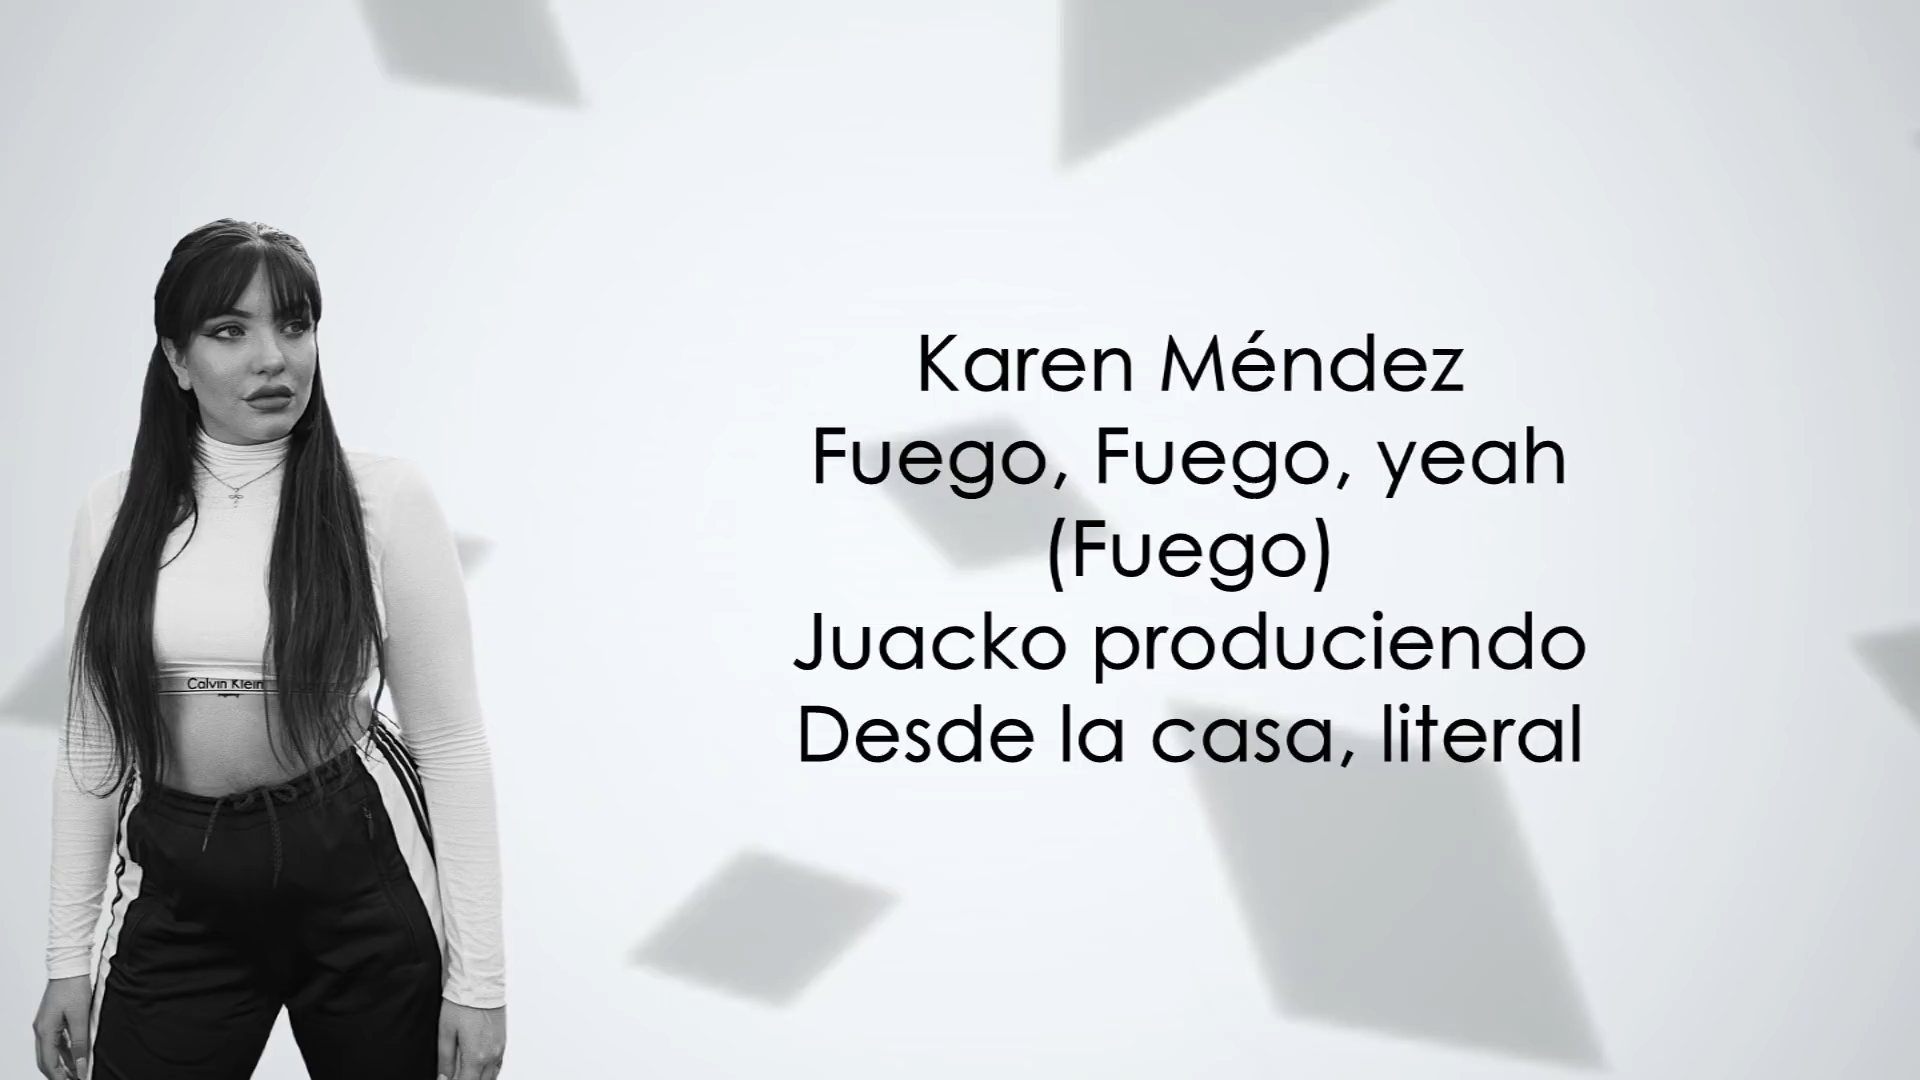 Karen Méndez
Fuego, Fuego, yeah
(Fuego)
Juacko produciendo
Desde la casa, literal
Calvin Klein